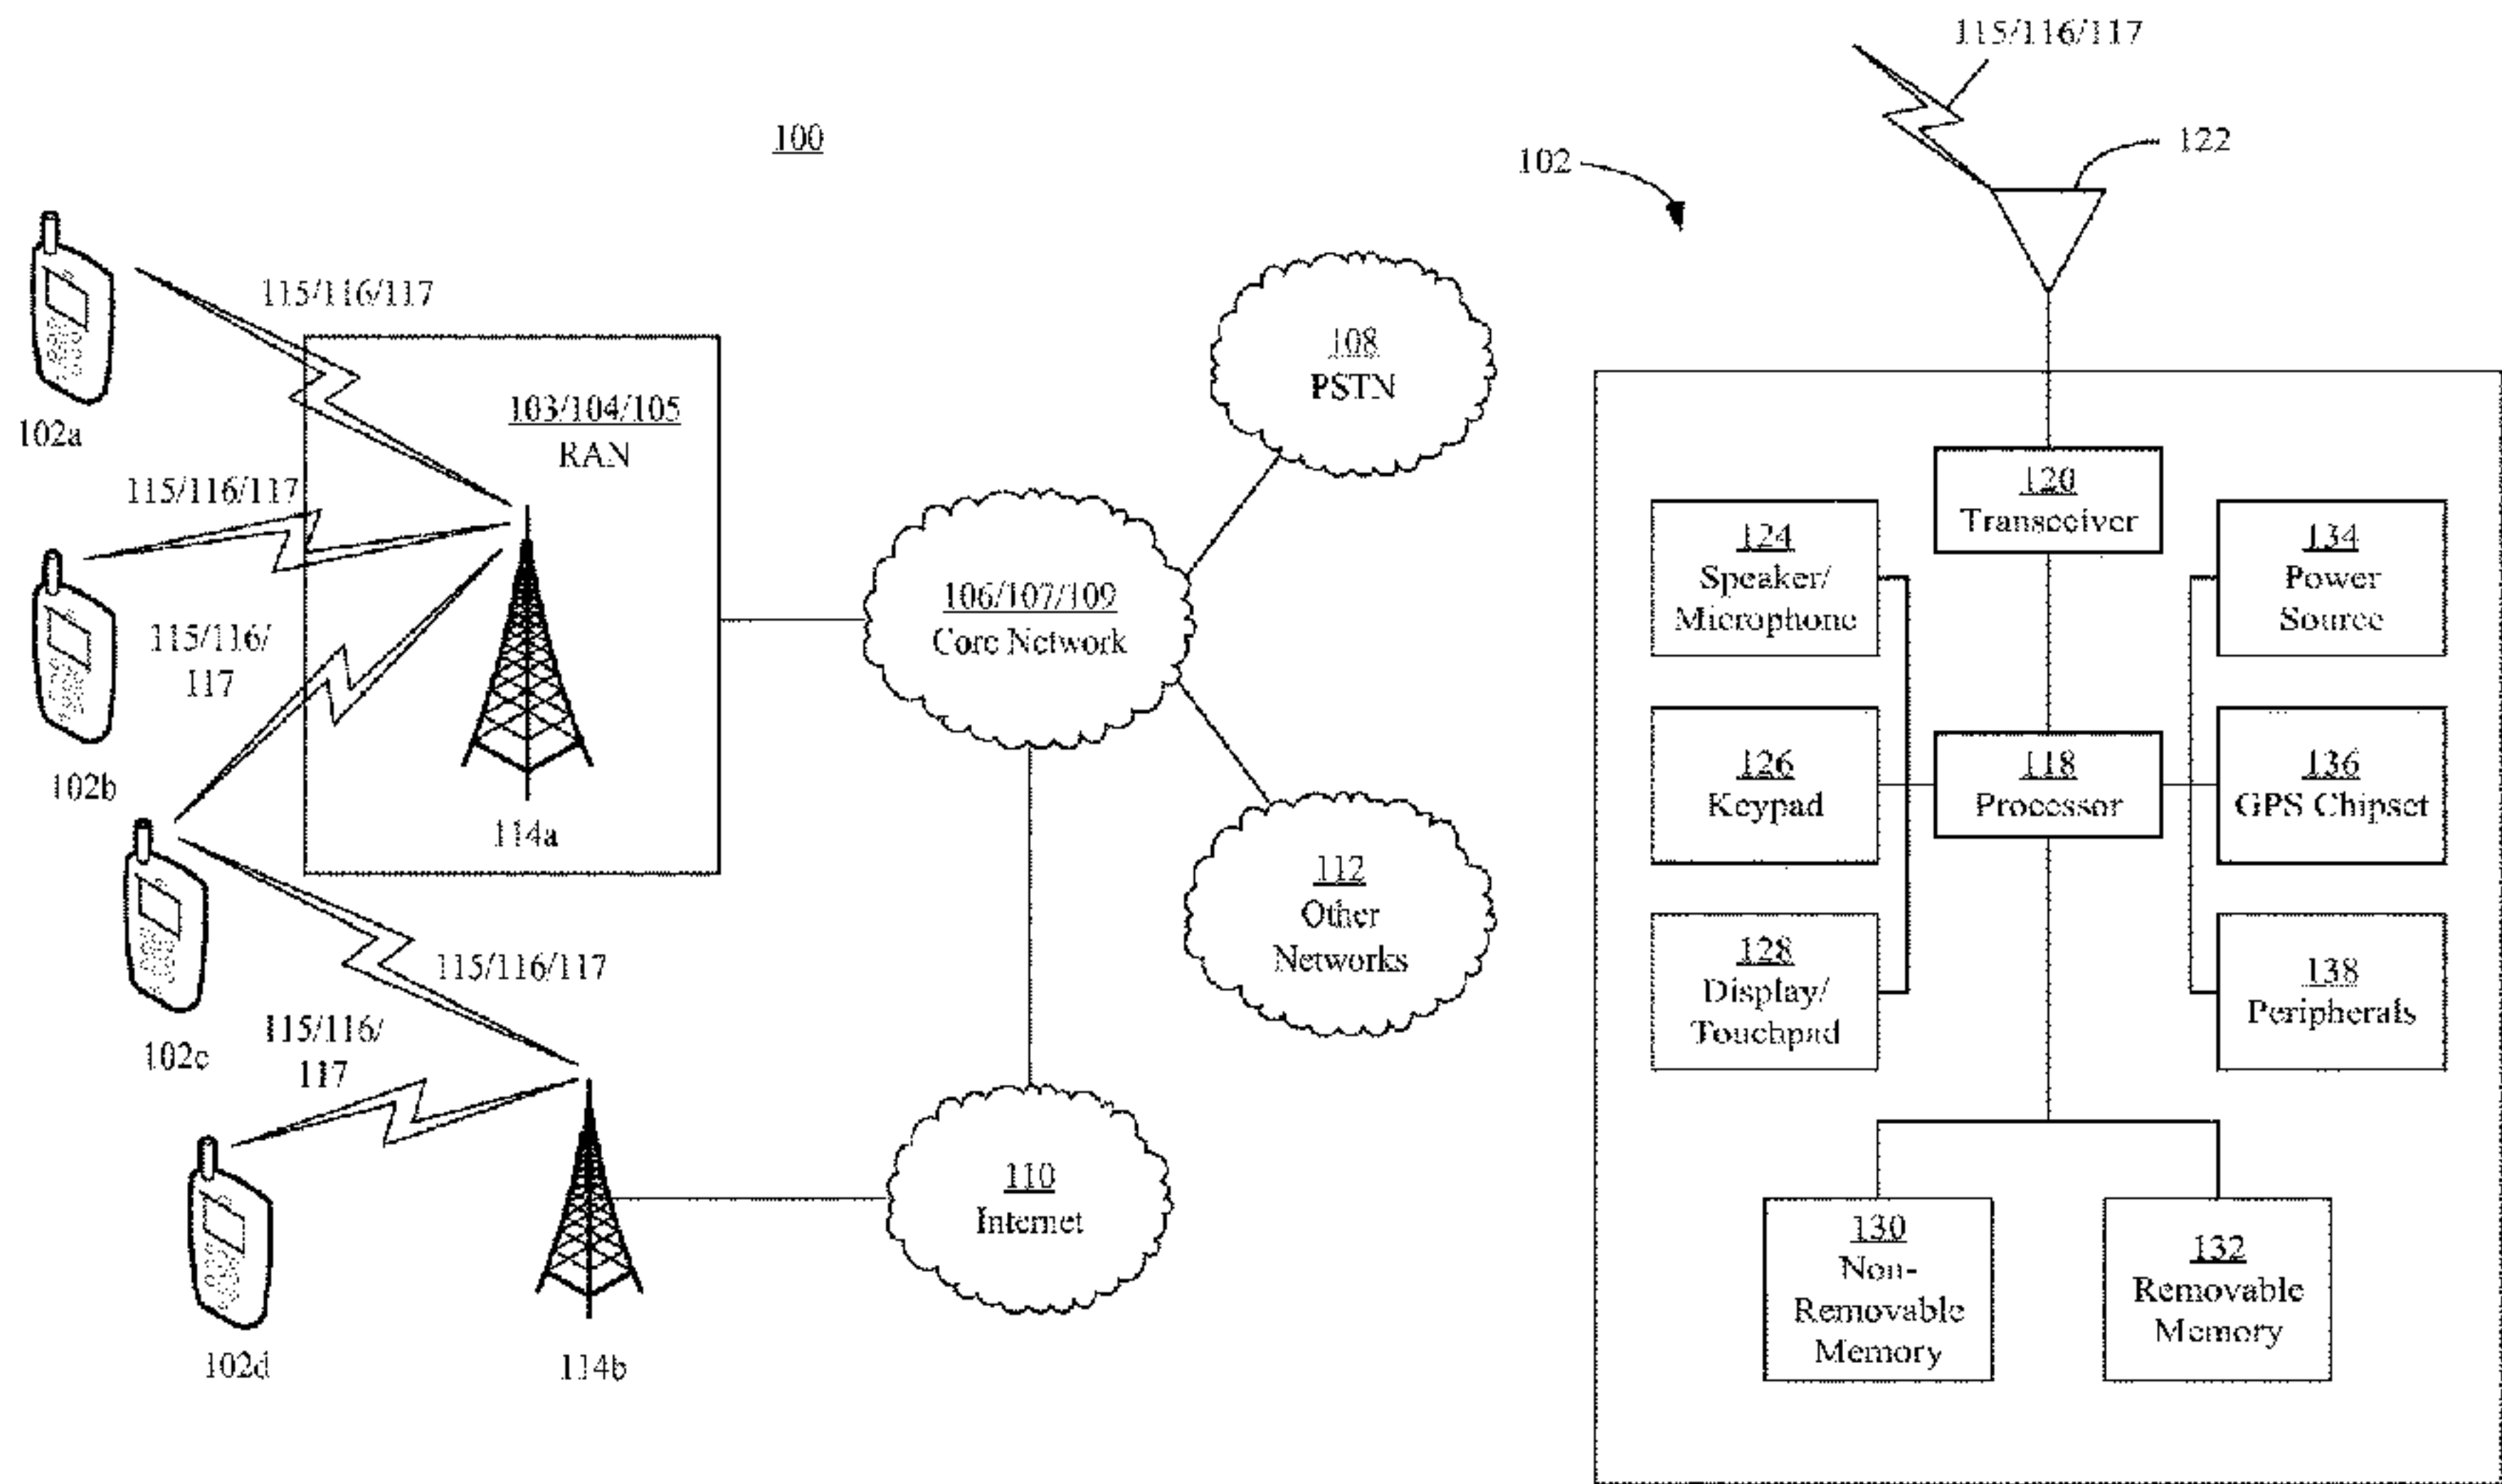 100
102a
115/116/117
103/104/105
RAN
115/116/117
102b
115/116/
117
114a
102c
115/116/117
115/116/
117
102d
114b
106/107/109
Core Network
108
PSTN
112
Other
Networks
110
Internet
115/116/117
102
122
120
Transceiver
124
Speaker/
Microphone
134
Power
Source
126
Keypad
118
Processor
136
GPS Chipset
128
Display/
Touchpad
138
Peripherals
130
Non-
Removable
Memory
132
Removable
Memory